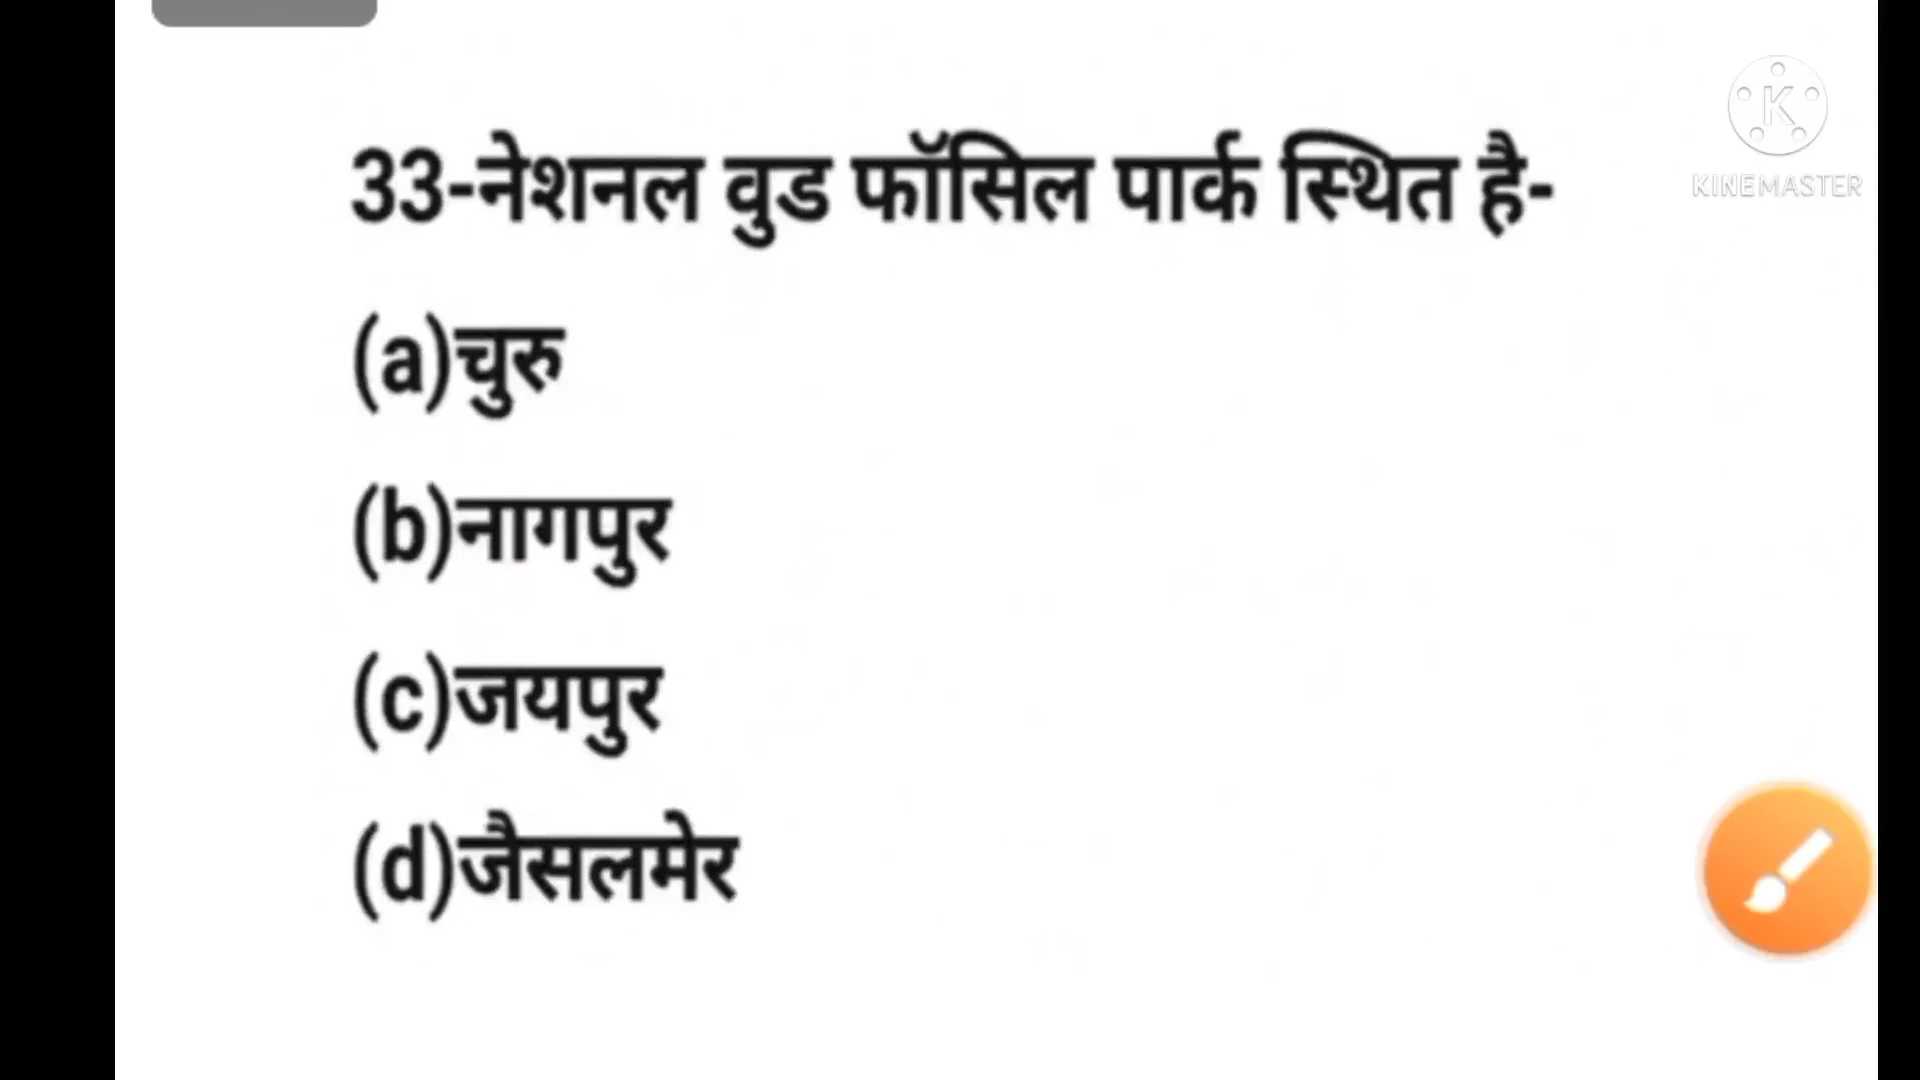 33-नेशनल वुड फॉसिल पार्क स्थित है-
(a)चुरु
(b)नागपुर
(c)जयपुर
(d)जैसलमेर
KINEMASTER